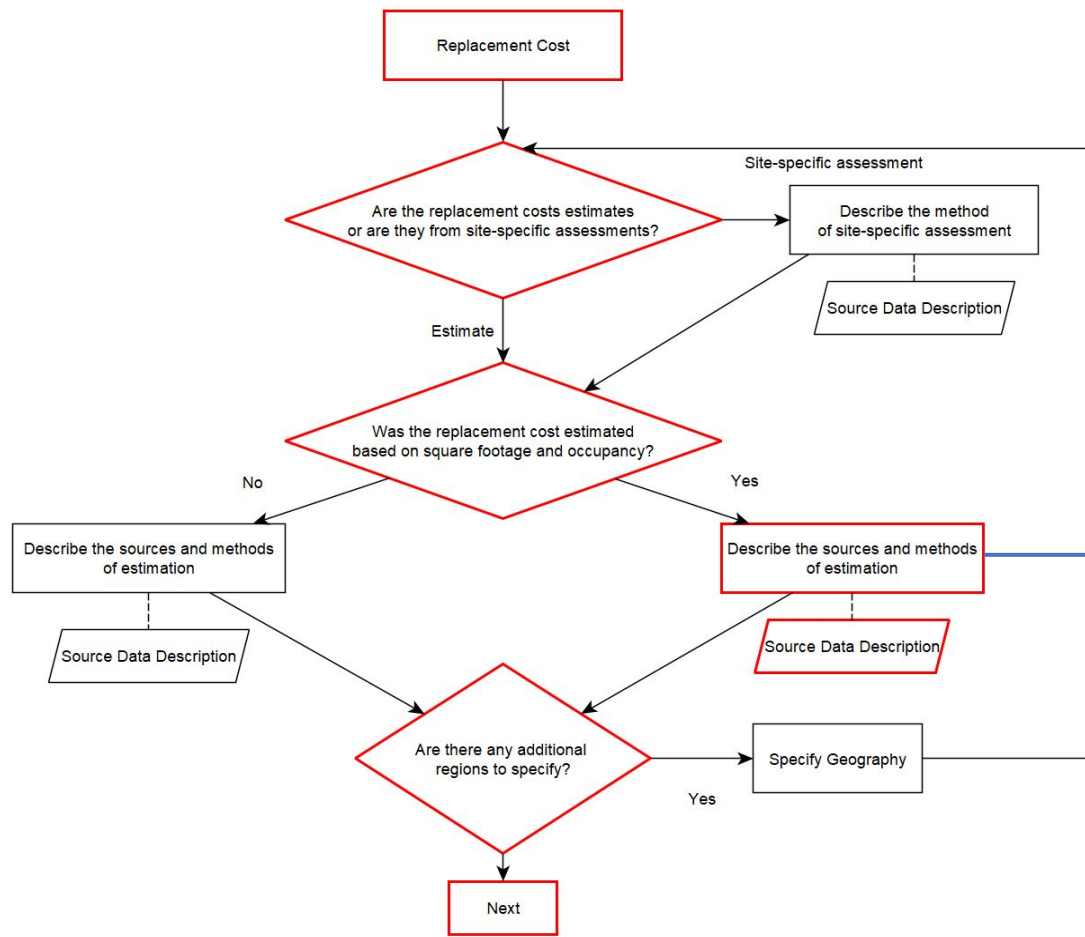 Replacement Cost
Site-specific assessment
Are the replacement costs estimates
or are they from site-specific assessments?
Describe the method
of site-specific assessment
Source Data Description
Estimate
Was the replacement cost estimated
based on square footage and occupancy?
No
Yes
Describe the sources and methods
of estimation
Describe the sources and methods
of estimation
Source Data Description
Source Data Description
Are there any additional
regions to specify?
Specify Geography
Yes
Next